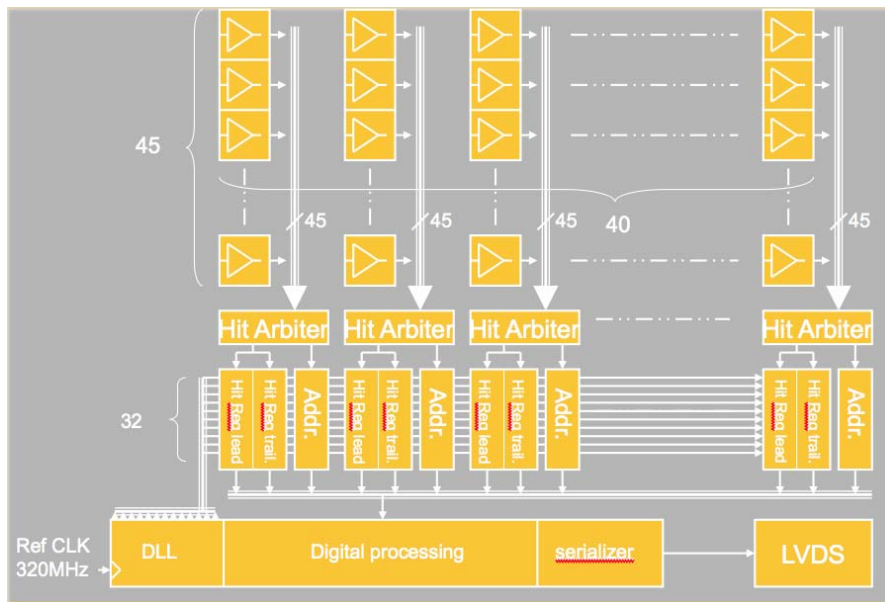 45
45
45
45
45
40
Hit Arbiter
Hit Arbiter
Hit Arbiter
Hit Arbiter
32
Hit Reg lead
Hit Reg trail.
Addr.
Hit Reg lead
Hit Reg trail.
Addr.
Hit Reg lead
Hit Reg trail.
Addr.
Hit Reg lead
Hit Reg trail.
Addr.
Ref CLK
320MHz
DLL
Digital processing
serializer
LVDS